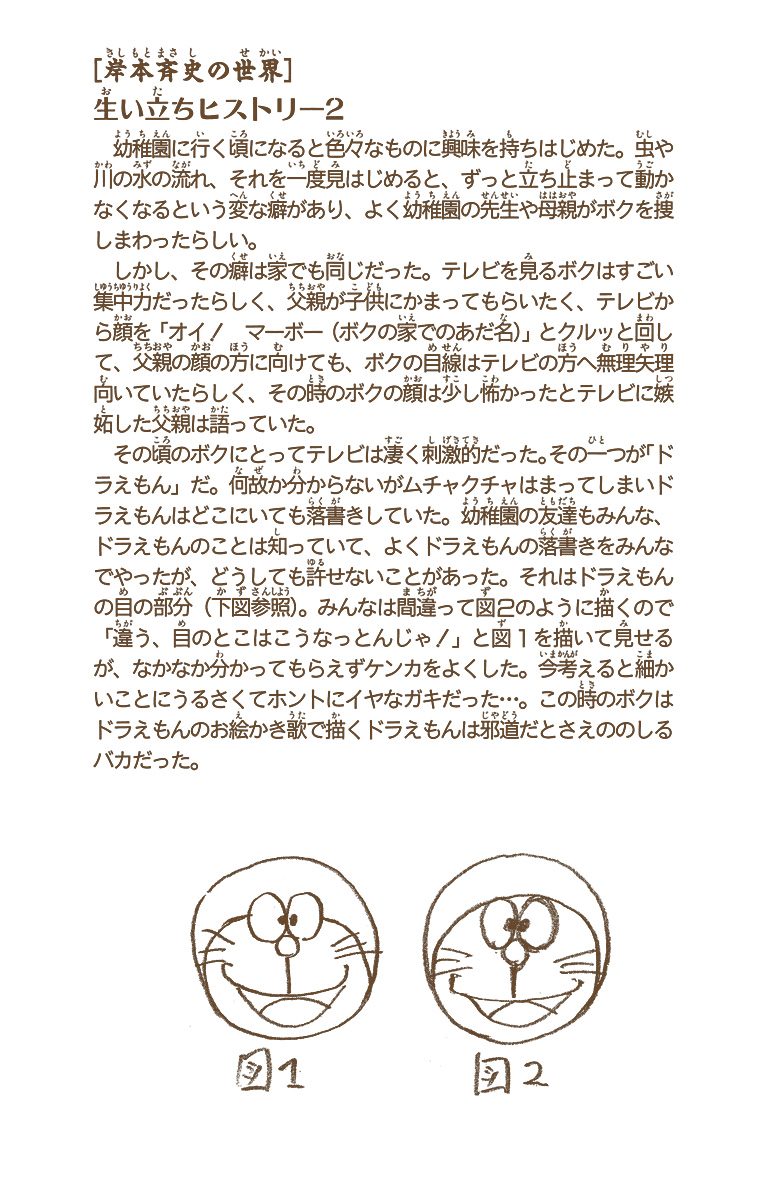 [岸本斉史の世界]
生い立ちヒストリー2
　幼稚園に行く頃になると色々なものに興味を持ちはじめた。虫や
川の水の流れ、それを一度見はじめると、ずっと立ち止まって動か
なくなるという変な癖があり、よく幼稚園の先生や母親がボクを捜
しまわったらしい。
　しかし、その癖は家でも同じだった。テレビを見るボクはすごい
集中力だったらしく、父親が子供にかまってもらいたく、テレビか
ら顔を「オイ！　マーボー（ボクの家でのあだ名）」とクルッと回し
て、父親の顔の方に向けても、ボクの目線はテレビの方へ無理矢理
向いていたらしく、その時のボクの顔は少し怖かったとテレビに嫉
妬した父親は語っていた。
　その頃のボクにとってテレビは凄く刺激的だった。その一つが「ド
ラえもん」だ。何故か分からないがムチャクチャはまってしまいド
ラえもんはどこにいても落書きしていた。幼稚園の友達もみんな、
ドラえもんのことは知っていて、よくドラえもんの落書きをみんな
でやったが、どうしても許せないことがあった。それはドラえもん
の目の部分（下図参照）。みんなは間違って図2のように描くので
「違う、目のとこはこうなっとんじゃ！」と図1を描いて見せる
が、なかなか分かってもらえずケンカをよくした。今考えると細か
いことにうるさくてホントにイヤなガキだった…。この時のボクは
ドラえもんのお絵かき歌で描くドラえもんは邪道だとさえののしる
バカだった。
図1
図2